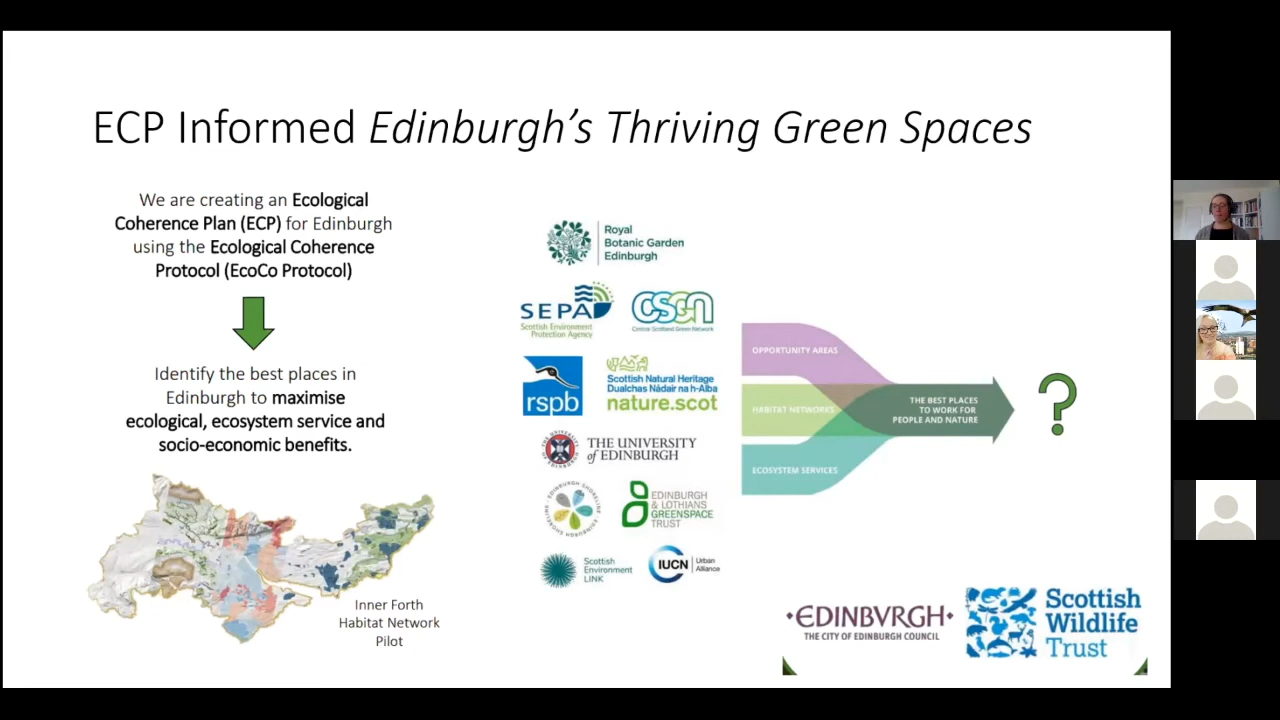 ECP Informed Edinburgh's Thriving Green Spaces
We are creating an Ecological
Coherence Plan (ECP) for Edinburgh
using the Ecological Coherence
Protocol (EcoCo Protocol)
Identify the best places in
Edinburgh to maximise
ecological, ecosystem service and
socio-economic benefits.
Inner Forth
Habitat Network
Pilot
Royal
Botanic Garden
Edinburgh
SEPA
Scottish Environment
Protection Agency
CSGN
Central Scotland Green Network
rspb
Scottish Natural Heritage
Dualchas Nàdair na h-Alba
nature.scot
THE UNIVERSITY
of EDINBURGH
EDINBURGH SHORELINE
EDINBURGH
& LOTHIANS
GREENSPACE
TRUST
Scottish
Environment
LINK
IUCN
Urban
Alliance
OPPORTUNITY AREAS
HABITAT NETWORKS
ECOSYSTEM SERVICES
THE BEST PLACES
TO WORK FOR
PEOPLE AND NATURE
?
·EDINBVRGH·
THE CITY OF EDINBURGH COUNCIL
Scottish
Wildlife
Trust